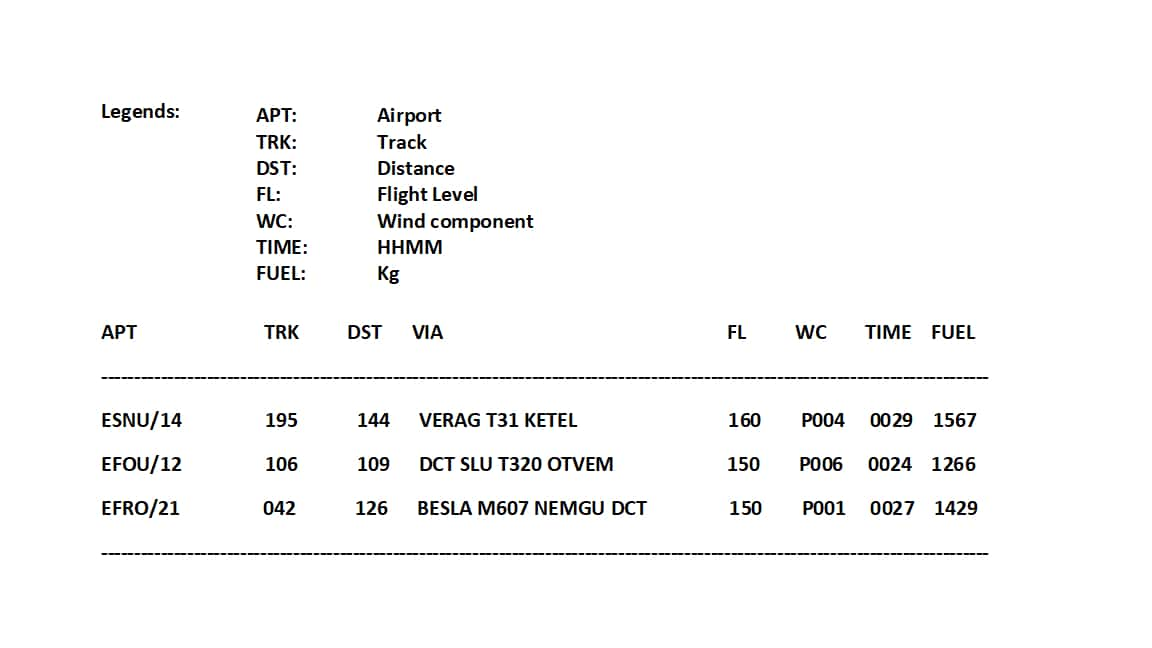 Legends: APT: Airport
TRK: Track
DST: Distance
FL: Flight Level
WC: Wind component
TIME: HHMM
FUEL: Kg
APT TRK DST VIA FL WC TIME FUEL
--------------------------------------------------------------------------------------------------------------------------------------------
ESNU/14 195 144 VERAG T31 KETEL 160 P004 0029 1567
EFOU/12 106 109 DCT SLU T320 OTVEM 150 P006 0024 1266
EFRO/21 042 126 BESLA M607 NEMGU DCT 150 P001 0027 1429
--------------------------------------------------------------------------------------------------------------------------------------------